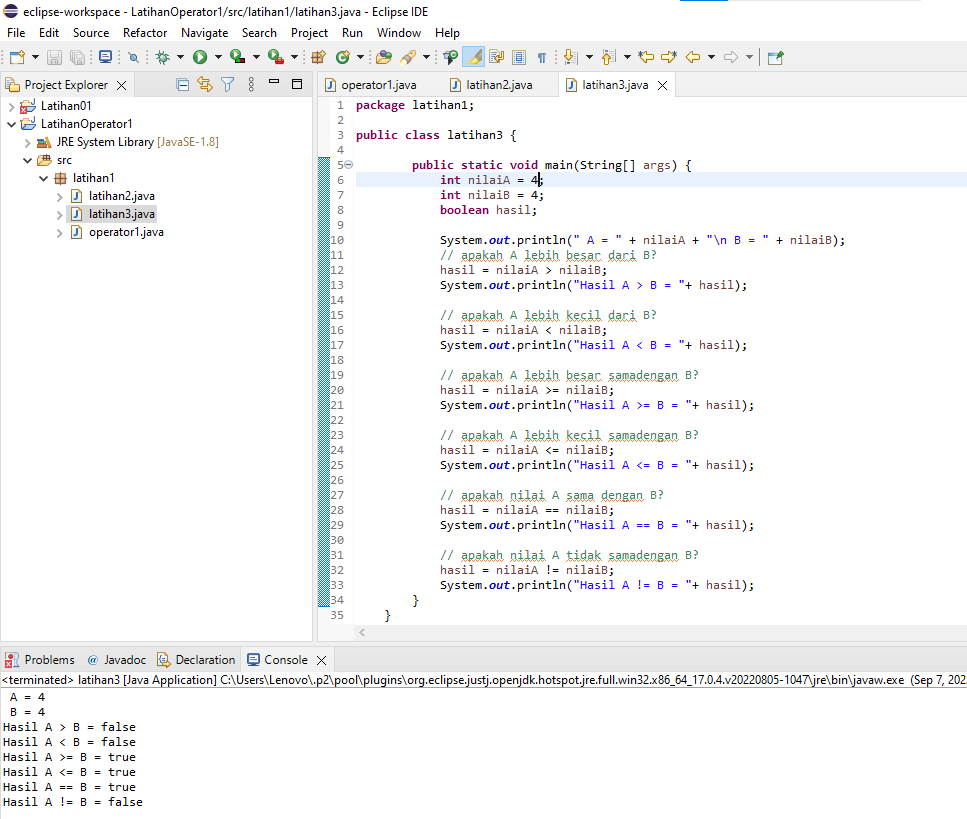 eclipse-workspace - LatihanOperator1/src/latihan1/latihan3.java - Eclipse IDE
File Edit Source Refactor Navigate Search Project Run Window Help
Project Explorer
Latihan01
LatihanOperator1
JRE System Library [JavaSE-1.8]
src
latihan1
latihan2.java
latihan3.java
operator1.java
operator1.java latihan2.java latihan3.java
1 package latihan1;
2
3 public class latihan3 {
4
5 public static void main(String[] args) {
6 int nilaiA = 4;
7 int nilaiB = 4;
8 boolean hasil;
9
10 System.out.println(" A = " + nilaiA + "\n B = " + nilaiB);
11 // apakah A lebih besar dari B?
12 hasil = nilaiA > nilaiB;
13 System.out.println("Hasil A > B = "+ hasil);
14
15 // apakah A lebih kecil dari B?
16 hasil = nilaiA < nilaiB;
17 System.out.println("Hasil A < B = "+ hasil);
18
19 // apakah A lebih besar samadengan B?
20 hasil = nilaiA >= nilaiB;
21 System.out.println("Hasil A >= B = "+ hasil);
22
23 // apakah A lebih kecil samadengan B?
24 hasil = nilaiA <= nilaiB;
25 System.out.println("Hasil A <= B = "+ hasil);
26
27 // apakah nilai A sama dengan B?
28 hasil = nilaiA == nilaiB;
29 System.out.println("Hasil A == B = "+ hasil);
30
31 // apakah nilai A tidak samadengan B?
32 hasil = nilaiA != nilaiB;
33 System.out.println("Hasil A != B = "+ hasil);
34 }
35 }
Problems @ Javadoc Declaration Console
<terminated> latihan3 [Java Application] C:\Users\Lenovo\.p2\pool\plugins\org.eclipse.justj.openjdk.hotspot.jre.full.win32.x86_64_17.0.4.v20220805-1047\jre\bin\javaw.exe (Sep 7, 202
A = 4
B = 4
Hasil A > B = false
Hasil A < B = false
Hasil A >= B = true
Hasil A <= B = true
Hasil A == B = true
Hasil A != B = false